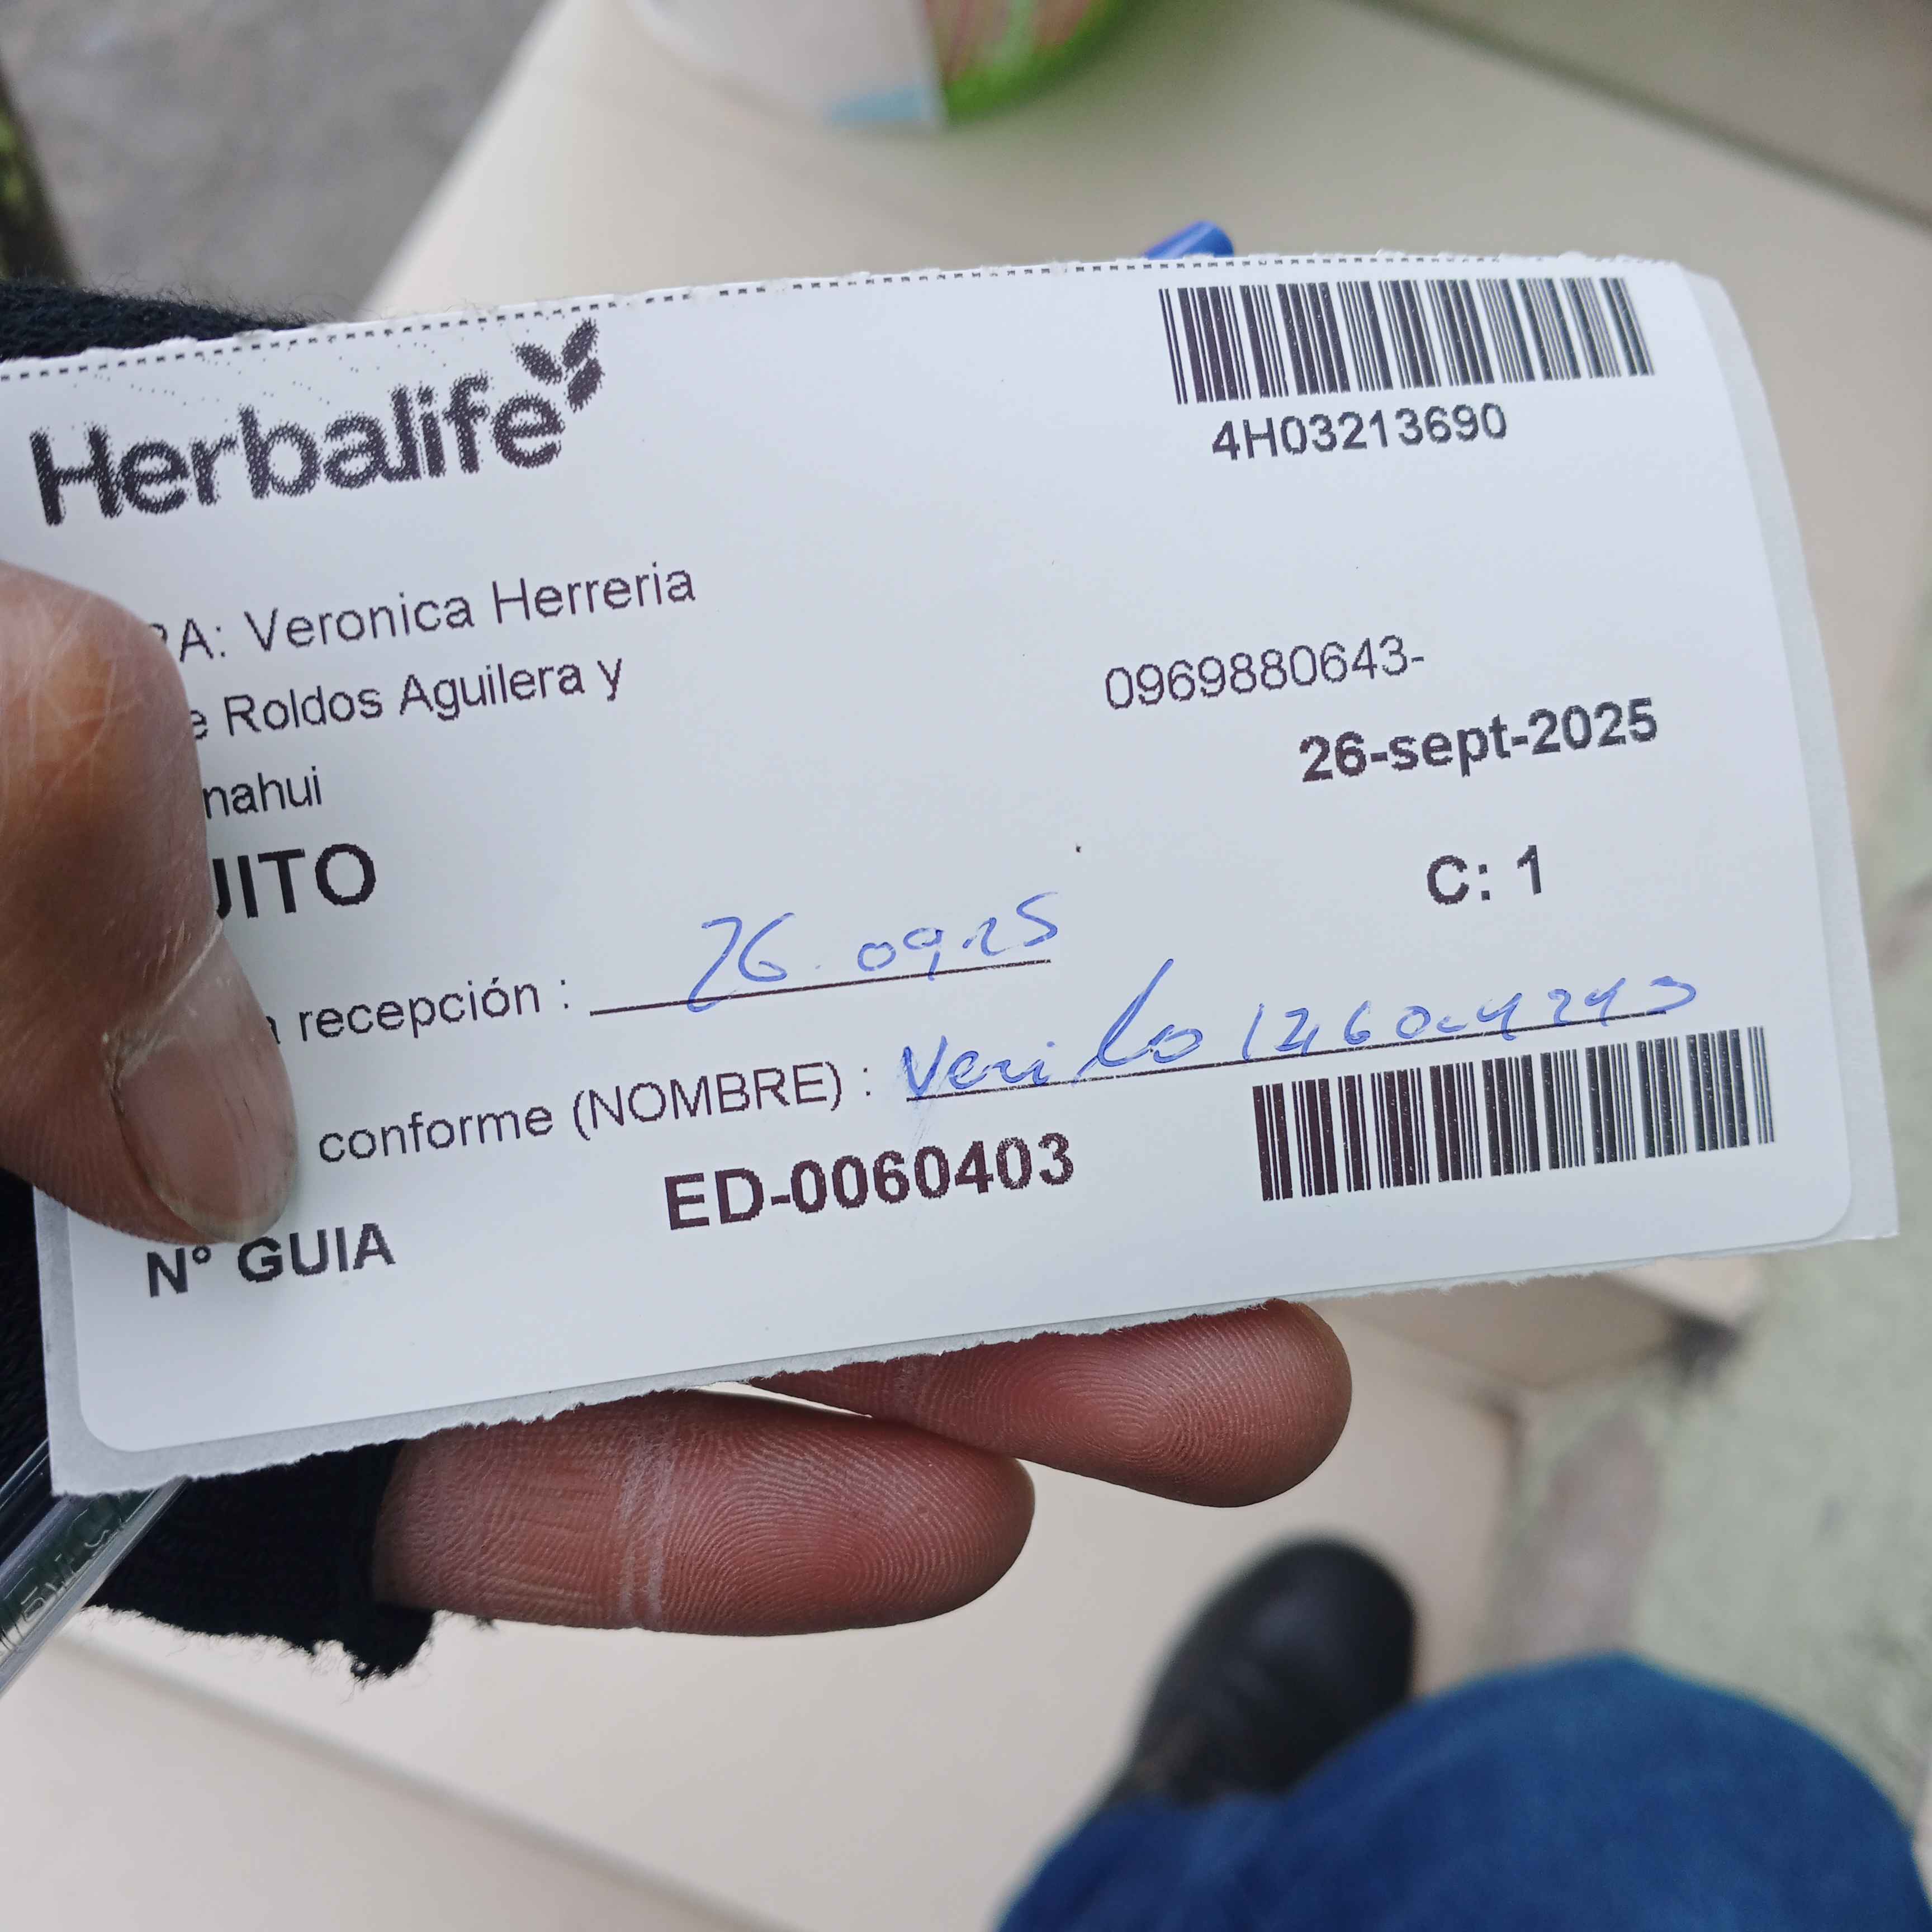 Herbalife
4H03213690
RA: Veronica Herreria
e Roldos Aguilera y
0969880643-
nahui
26-sept-2025
UITO
C: 1
recepción : 26.09.25
conforme (NOMBRE) :
N° GUIA ED-0060403